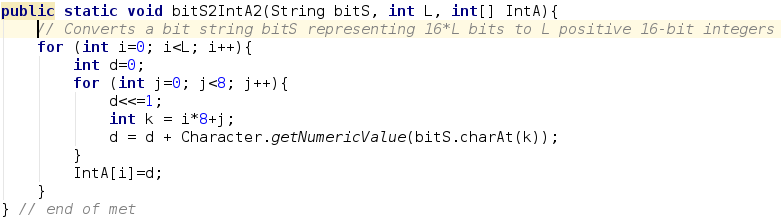 public static void bitS2IntA2(String bitS, int L, int[] IntA){
// Converts a bit string bitS representing 16*L bits to L positive 16-bit integers
for (int i=0; i<L; i++){
int d=0;
for (int j=0; j<8; j++){
d<<=1;
int k = i*8+j;
d = d + Character.getNumericValue(bitS.charAt(k));
}
IntA[i]=d;
}
} // end of met